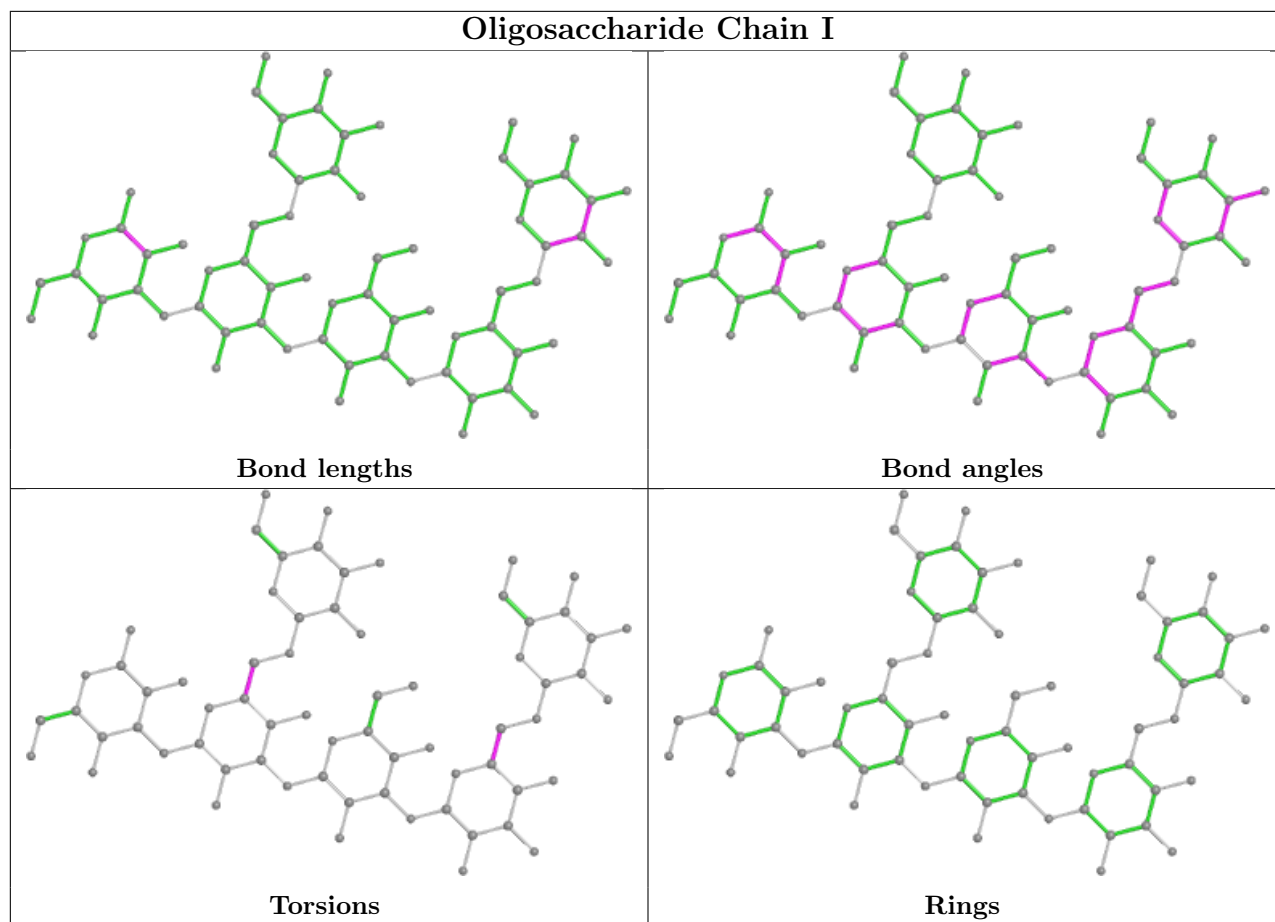 Oligosaccharide Chain I
Bond lengths
Bond angles
Torsions
Rings